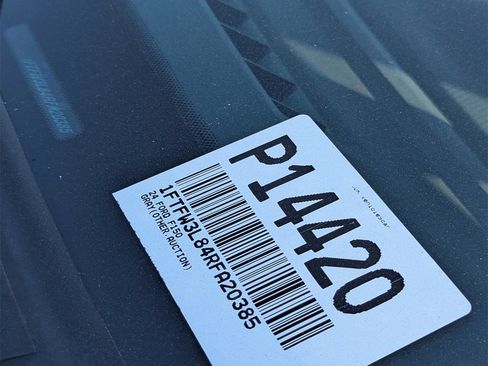 P14420
1FTFW3L84RFA20385
24 FORD F150
GRAY(OTHER.AUCTION)